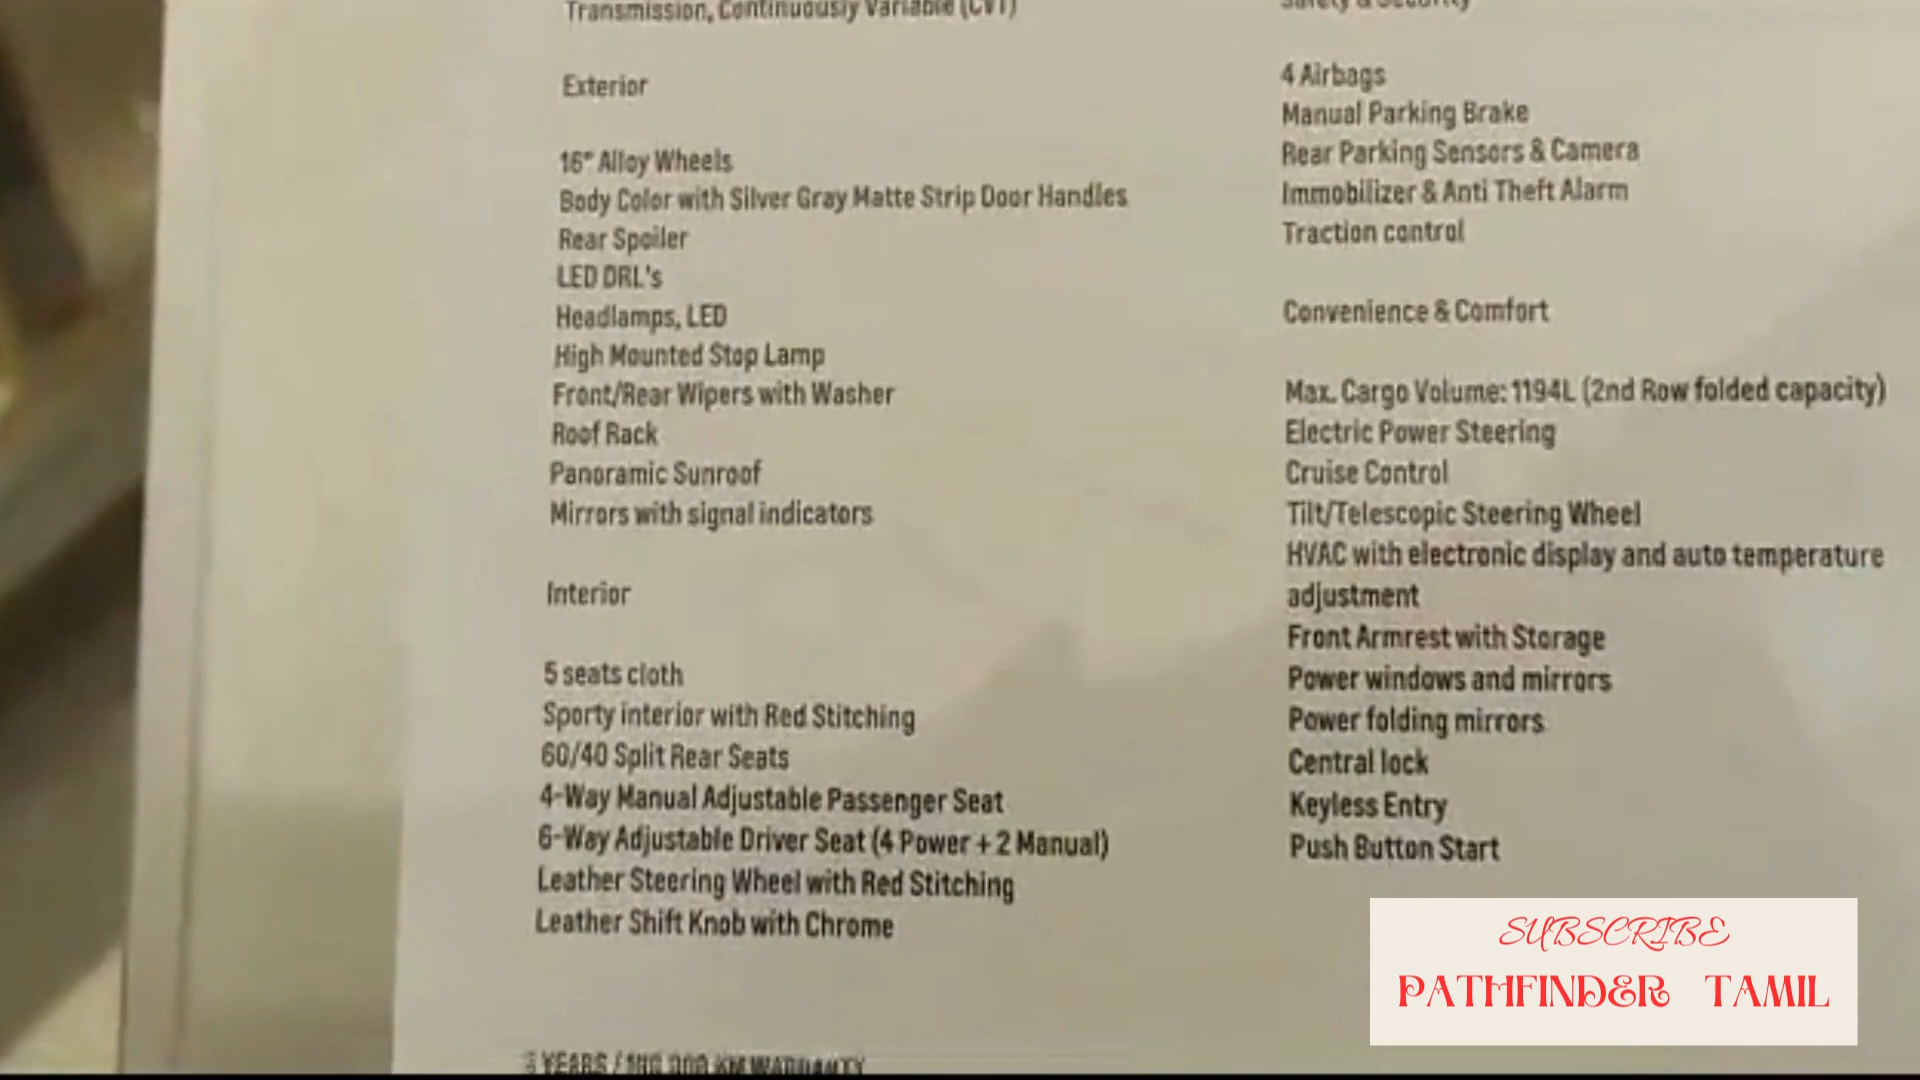 Transmission, Continuously Variable (CVT)
Exterior
16" Alloy Wheels
Body Color with Silver Gray Matte Strip Door Handles
Rear Spoiler
LED DRL's
Headlamps, LED
High Mounted Stop Lamp
Front/Rear Wipers with Washer
Roof Rack
Panoramic Sunroof
Mirrors with signal indicators
Interior
5 seats cloth
Sporty interior with Red Stitching
60/40 Split Rear Seats
4-Way Manual Adjustable Passenger Seat
6-Way Adjustable Driver Seat (4 Power + 2 Manual)
Leather Steering Wheel with Red Stitching
Leather Shift Knob with Chrome
YEARS / 100,000 KM WARRANTY
Safety & Security
4 Airbags
Manual Parking Brake
Rear Parking Sensors & Camera
Immobilizer & Anti Theft Alarm
Traction control
Convenience & Comfort
Max. Cargo Volume: 1194L (2nd Row folded capacity)
Electric Power Steering
Cruise Control
Tilt/Telescopic Steering Wheel
HVAC with electronic display and auto temperature
adjustment
Front Armrest with Storage
Power windows and mirrors
Power folding mirrors
Central lock
Keyless Entry
Push Button Start
SUBSCRIBE
PATHFINDER TAMIL